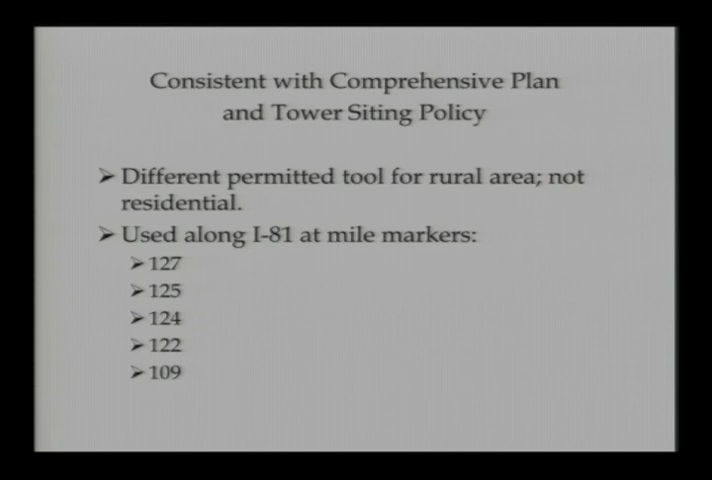 Consistent with Comprehensive Plan
and Tower Siting Policy
➢ Different permitted tool for rural area; not
residential.
➢ Used along I-81 at mile markers:
➢ 127
➢ 125
➢ 124
➢ 122
➢ 109